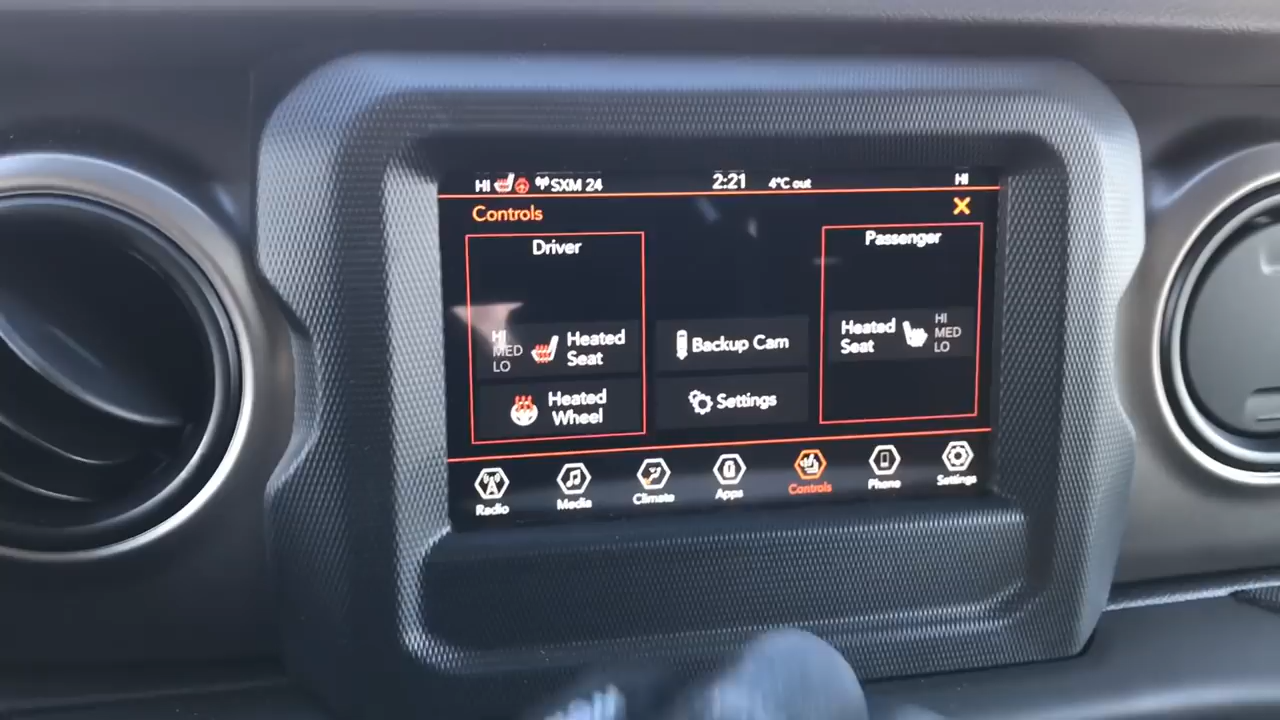 HI SXM 24 2:21 4°C out HI
Controls X
Driver
HI
MED
LO
Heated
Seat
Heated
Wheel
Backup Cam
Settings
Passenger
Heated
Seat
HI
MED
LO
Radio Media Climate Apps Controls Phone Settings